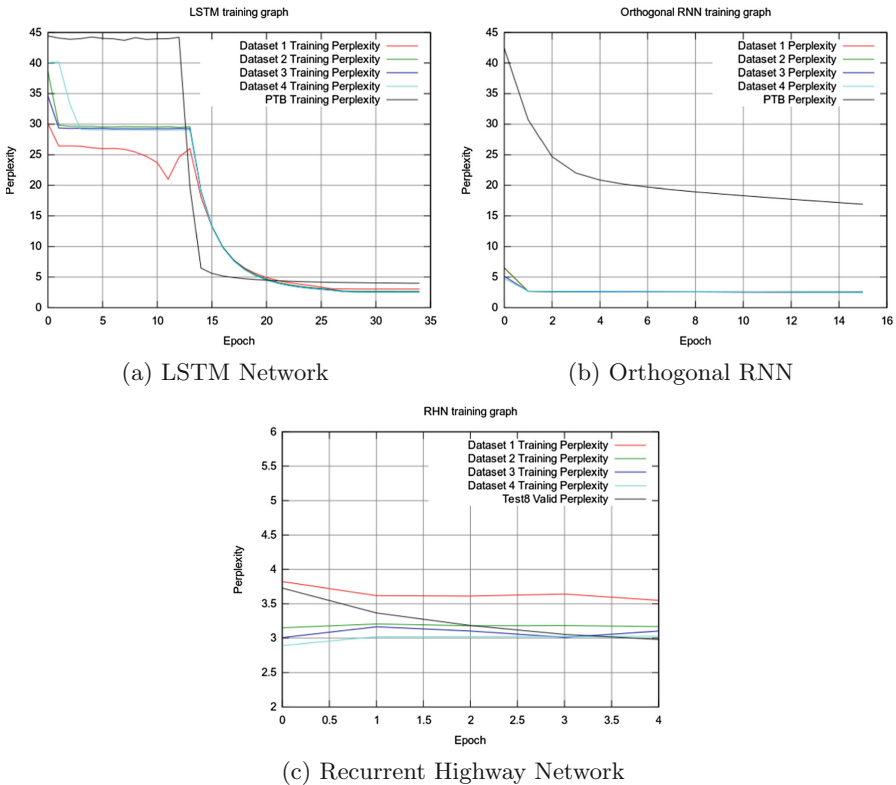 LSTM training graph
Perplexity
45
40
35
30
25
20
15
10
5
0
Dataset 1 Training Perplexity
Dataset 2 Training Perplexity
Dataset 3 Training Perplexity
Dataset 4 Training Perplexity
PTB Training Perplexity
0 5 10 15 20 25 30 35
Epoch
(a) LSTM Network
Orthogonal RNN training graph
Perplexity
45
40
35
30
25
20
15
10
5
0
Dataset 1 Perplexity
Dataset 2 Perplexity
Dataset 3 Perplexity
Dataset 4 Perplexity
PTB Perplexity
0 2 4 6 8 10 12 14 16
Epoch
(b) Orthogonal RNN
RHN training graph
Perplexity
6
5.5
5
4.5
4
3.5
3
2.5
2
Dataset 1 Training Perplexity
Dataset 2 Training Perplexity
Dataset 3 Training Perplexity
Dataset 4 Training Perplexity
Test8 Valid Perplexity
0 0.5 1 1.5 2 2.5 3 3.5 4
Epoch
(c) Recurrent Highway Network